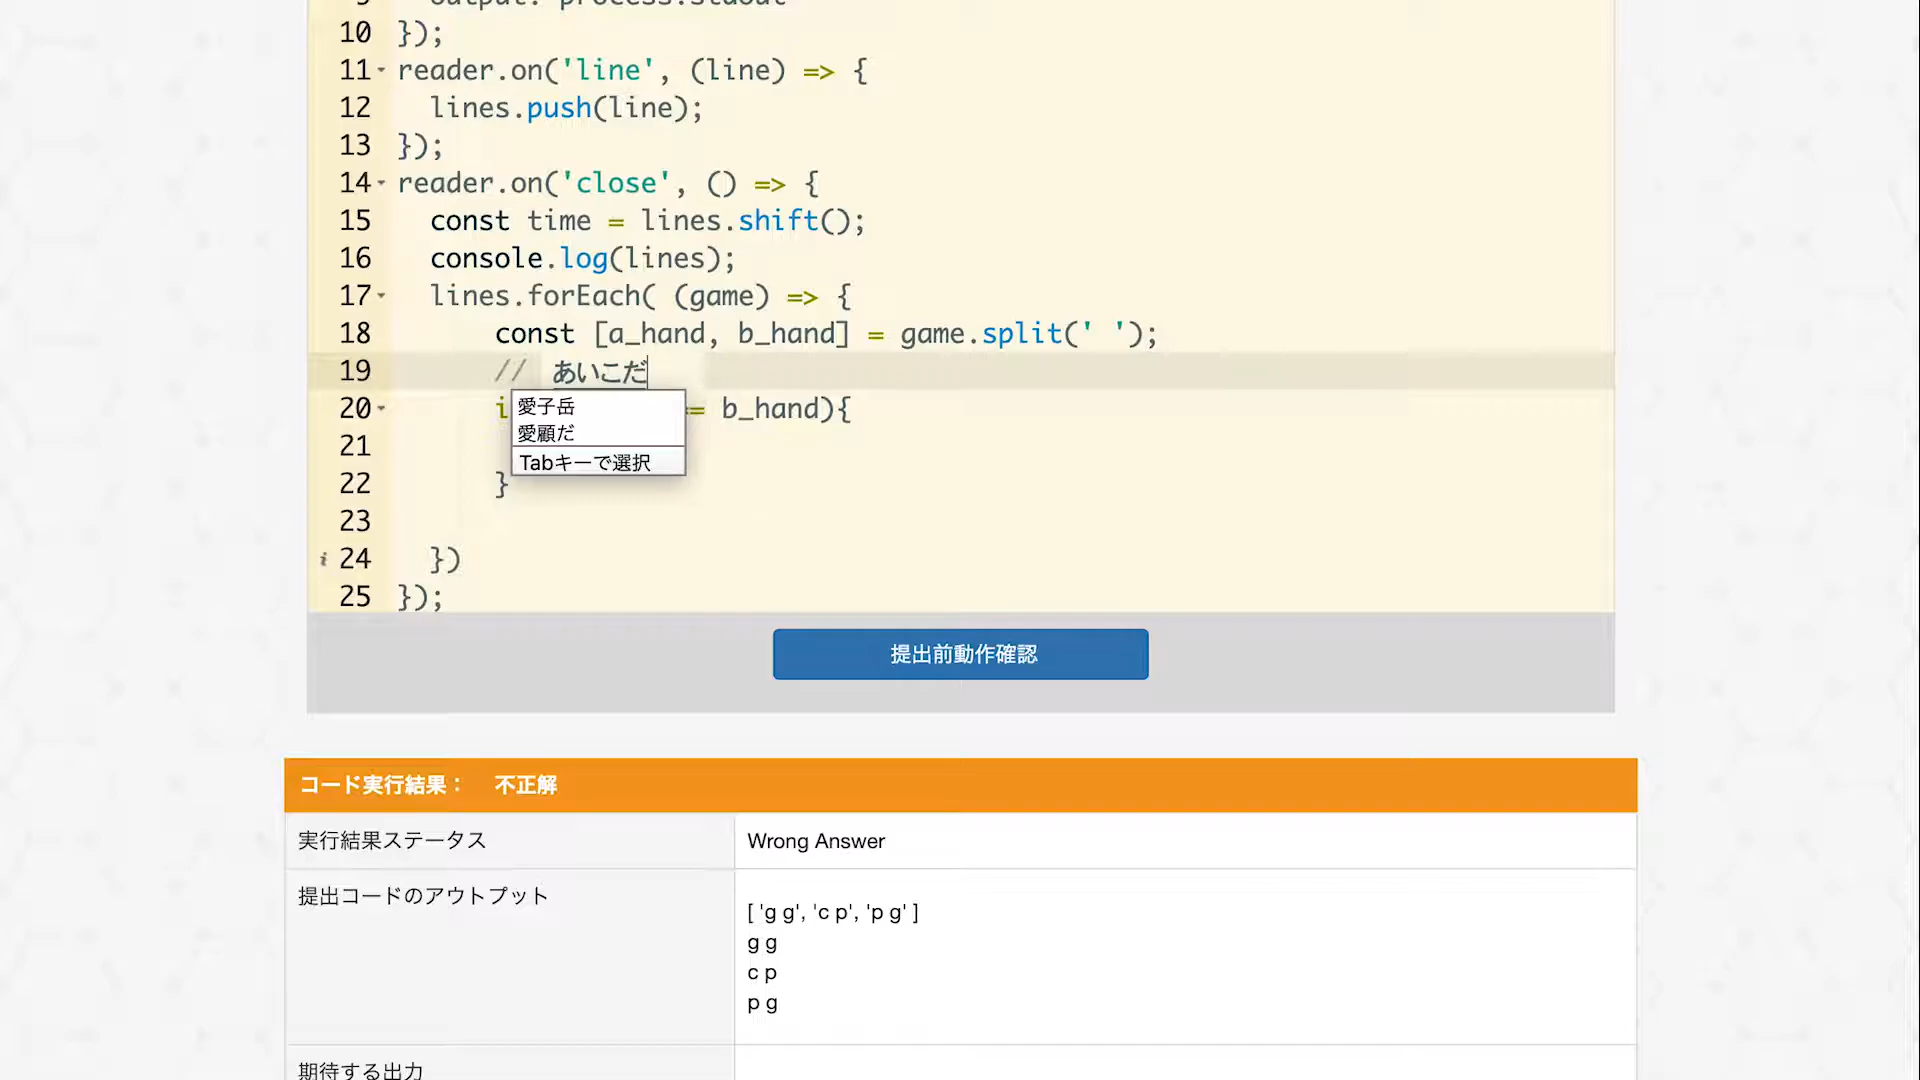 10 });
11 reader.on('line', (line) => {
12 lines.push(line);
13 });
14 reader.on('close', () => {
15 const time = lines.shift();
16 console.log(lines);
17 lines.forEach( (game) => {
18 const [a_hand, b_hand] = game.split(' ');
19 // あいこだ
20 i = b_hand){
愛子岳
愛顧だ
Tabキーで選択
21
22 }
23
i 24 })
25 });
提出前動作確認
コード実行結果： 不正解
実行結果ステータス Wrong Answer
提出コードのアウトプット
[ 'g g', 'c p', 'p g' ]
g g
c p
p g
期待する出力